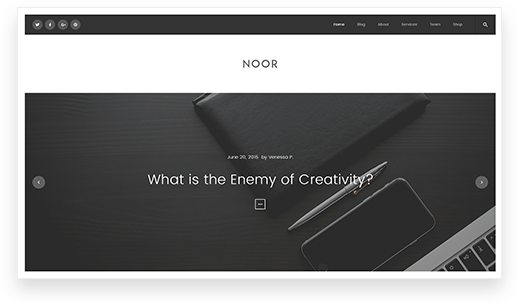 Home Blog About Services Team Shop
NOOR
June 20, 2015 by Venessa P.
What is the Enemy of Creativity?